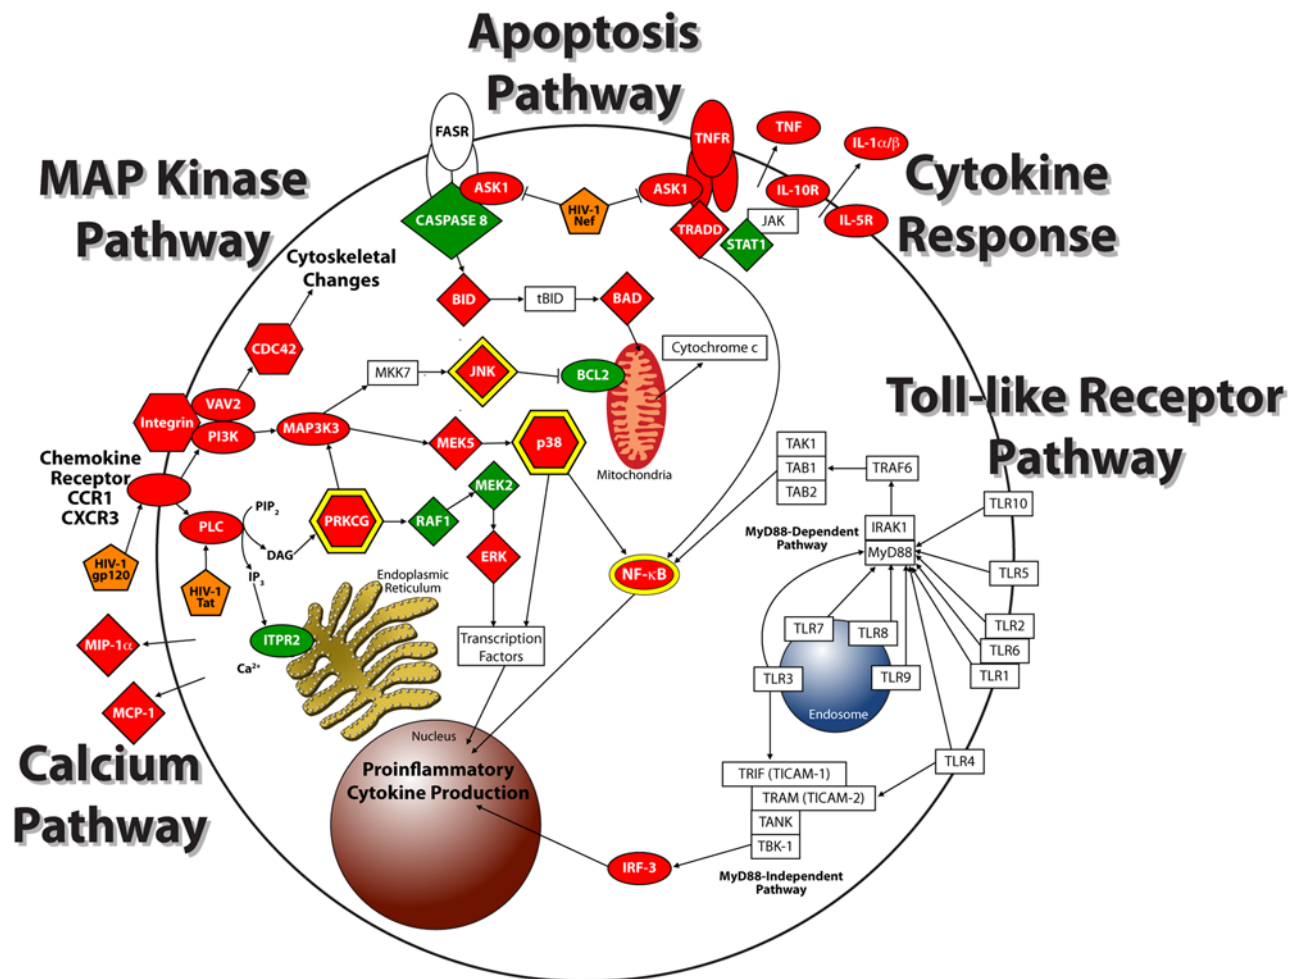 Apoptosis
Pathway
MAP Kinase
Pathway
Cytokine
Response
Toll-like Receptor
Pathway
Calcium
Pathway
FASR
ASK1
CASPASE 8
HIV-1
Nef
ASK1
TNFR
TRADD
TNF
IL-1α/β
IL-10R
IL-5R
JAK
STAT1
Cytoskeletal
Changes
BID
tBID
BAD
CDC42
MKK7
JNK
BCL2
Cytochrome c
Mitochondria
VAV2
Integrin
PI3K
MAP3K3
MEK5
p38
Chemokine
Receptor
CCR1
CXCR3
PLC
PIP2
DAG
IP3
PRKCG
RAF1
MEK2
ERK
HIV-1
gp120
HIV-1
Tat
Endoplasmic
Reticulum
ITPR2
Ca2+
MIP-1α
MCP-1
Transcription
Factors
NF-κB
TAK1
TAB1
TAB2
TRAF6
IRAK1
MyD88
MyD88-Dependent
Pathway
TLR10
TLR5
TLR2
TLR6
TLR1
TLR7
TLR8
TLR3
TLR9
Endosome
TLR4
TRIF (TICAM-1)
TRAM (TICAM-2)
TANK
TBK-1
MyD88-Independent
Pathway
IRF-3
Nucleus
Proinflammatory
Cytokine Production